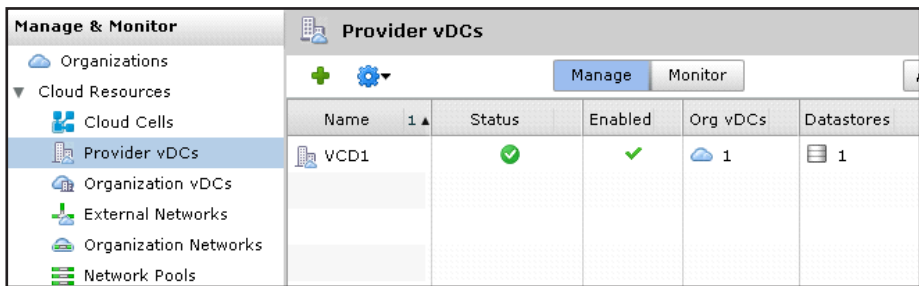 Manage & Monitor
Organizations
Cloud Resources
Cloud Cells
Provider vDCs
Organization vDCs
External Networks
Organization Networks
Network Pools
Provider vDCs
Manage Monitor
Name 1 Status Enabled Org vDCs Datastores
VCD1 1 1